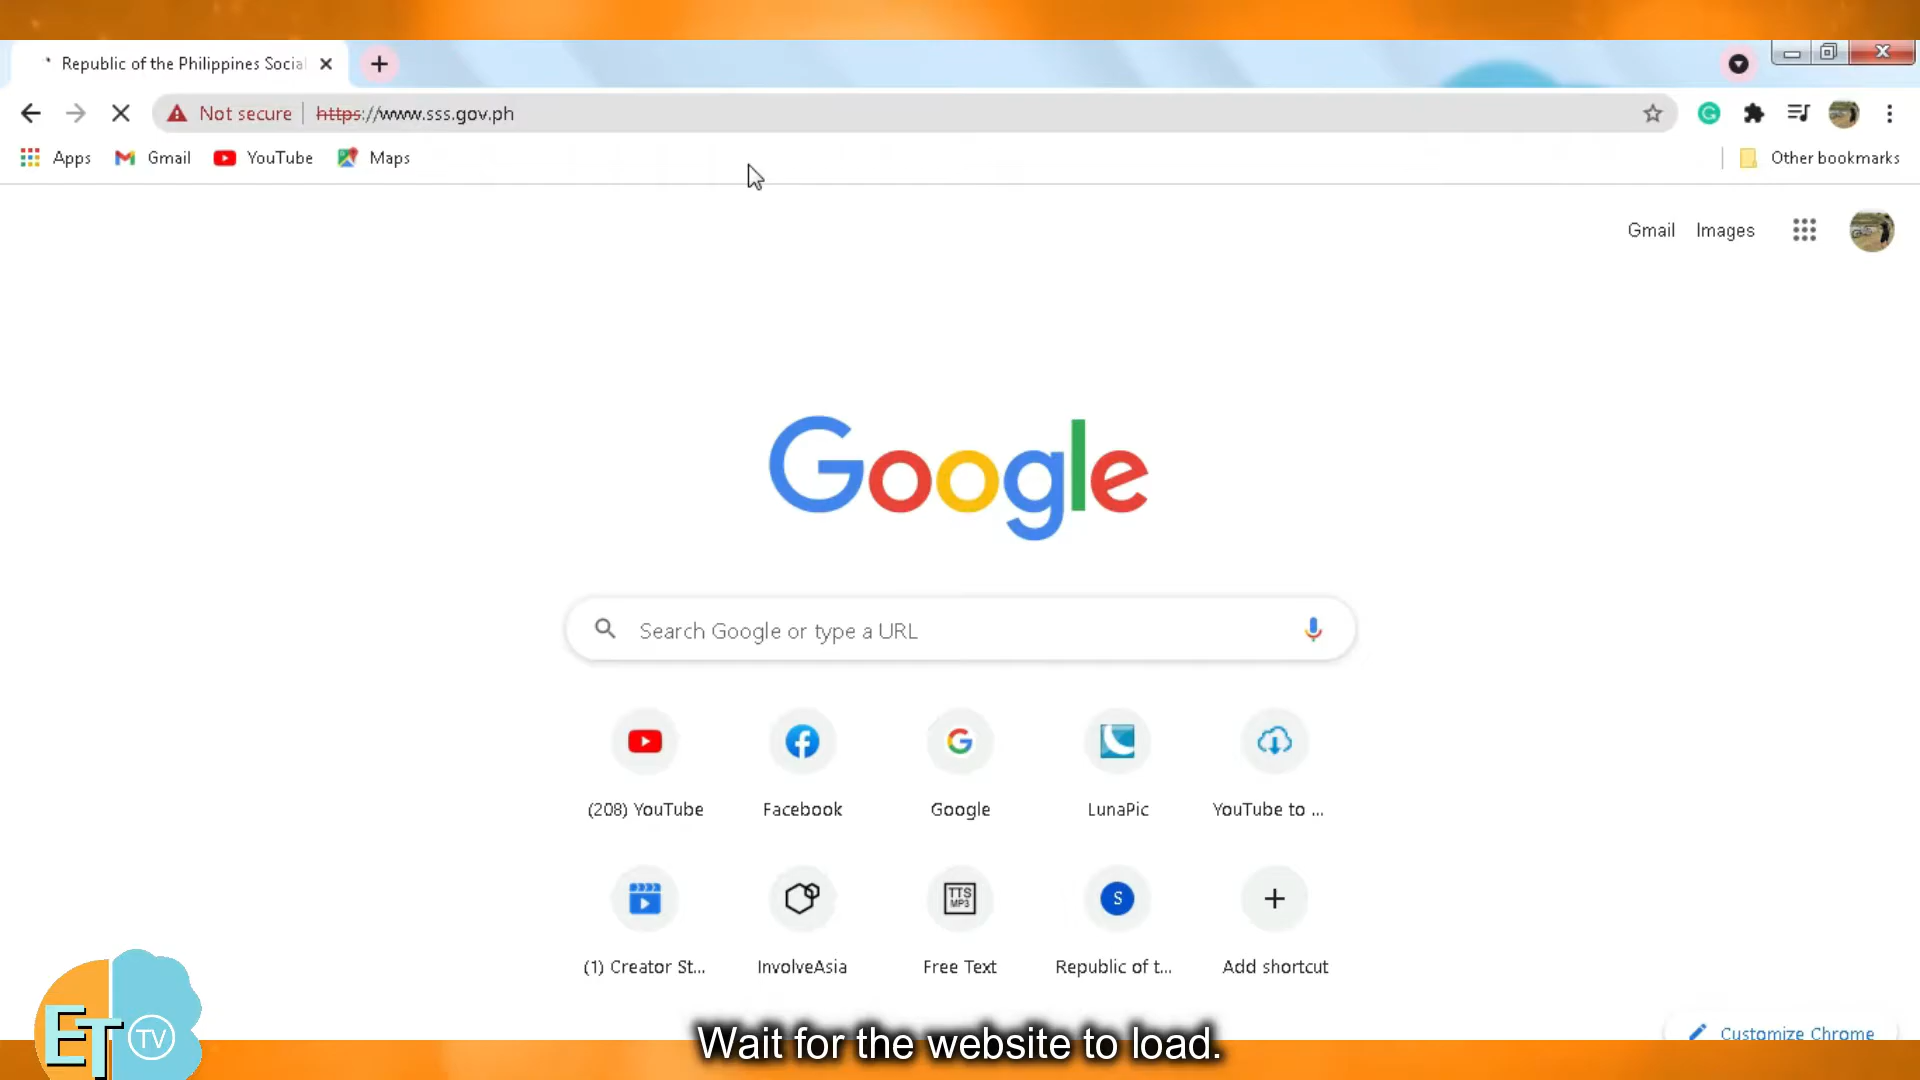 Republic of the Philippines Socia
Not secure https://www.sss.gov.ph
Apps Gmail YouTube Maps Other bookmarks
Gmail Images
Google
Search Google or type a URL
(208) YouTube Facebook Google LunaPic YouTube to ...
TTS
MP3
S
(1) Creator St... InvolveAsia Free Text Republic of t... Add shortcut
Customize Chrome
ET TV
Wait for the website to load.